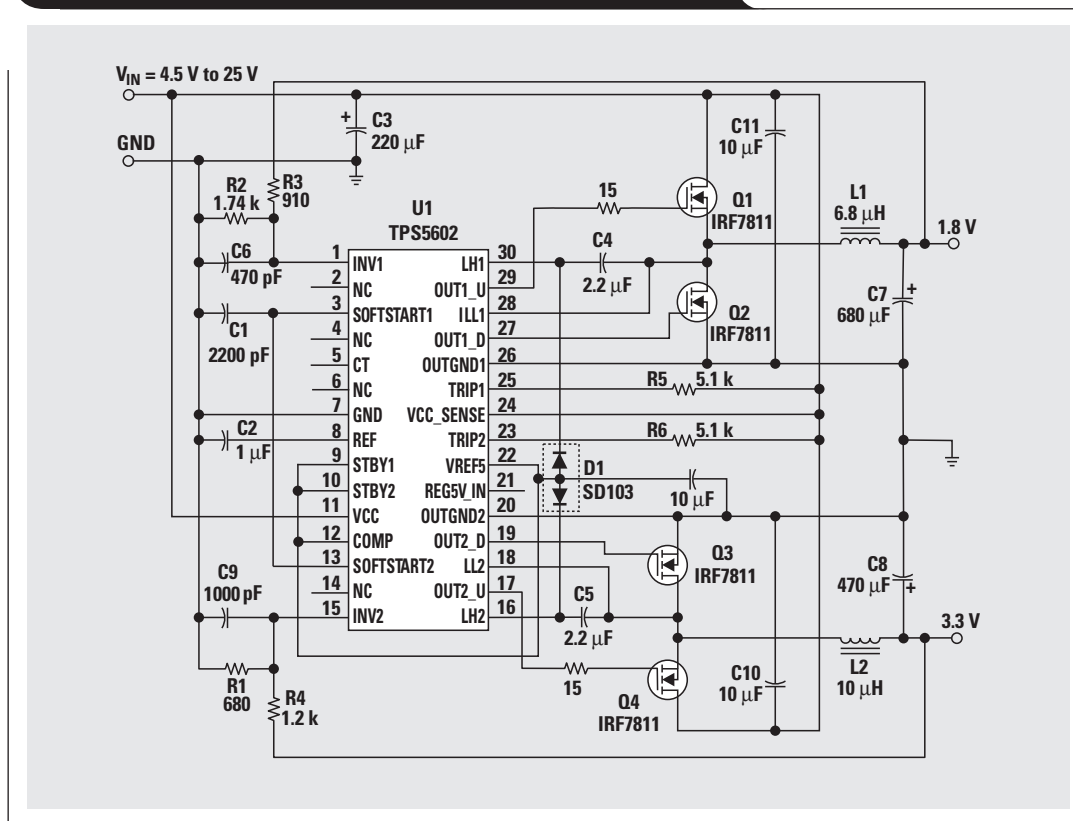 V_IN = 4.5 V to 25 V
GND
+
C3
220 µF
R2
1.74 k
R3
910
C6
470 pF
C1
2200 pF
C2
1 µF
C9
1000 pF
R1
680
R4
1.2 k
U1
TPS5602
1 INV1
2 NC
3 SOFTSTART1
4 NC
5 CT
6 NC
7 GND
8 REF
9 STBY1
10 STBY2
11 VCC
12 COMP
13 SOFTSTART2
14 NC
15 INV2
LH1 30
OUT1_U 29
ILL1 28
OUT1_D 27
OUTGND1 26
TRIP1 25
VCC_SENSE 24
TRIP2 23
VREF5 22
REG5V_IN 21
OUTGND2 20
OUT2_D 19
LL2 18
OUT2_U 17
LH2 16
15
C4
2.2 µF
Q1
IRF7811
Q2
IRF7811
C11
10 µF
L1
6.8 µH
1.8 V
C7
680 µF
+
R5 5.1 k
R6 5.1 k
D1
SD103
10 µF
Q3
IRF7811
C5
2.2 µF
15
Q4
IRF7811
C10
10 µF
C8
470 µF
+
3.3 V
L2
10 µH